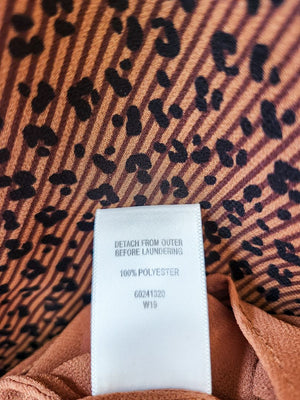 DETACH FROM OUTER
BEFORE LAUNDERING
100% POLYESTER
60241320
W19